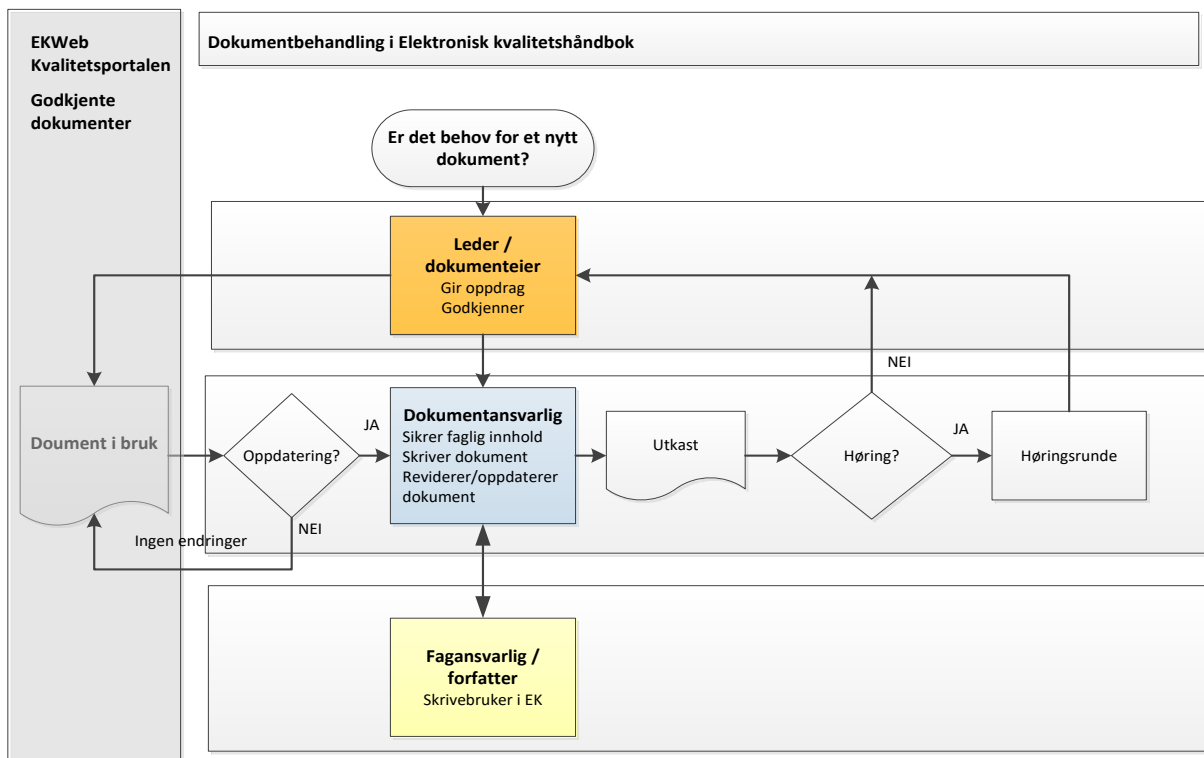 EKWeb
Kvalitetsportalen
Godkjente
dokumenter
Dokumentbehandling i Elektronisk kvalitetshåndbok
Er det behov for et nytt
dokument?
Leder /
dokumenteier
Gir oppdrag
Godkjenner
NEI
Doument i bruk
Oppdatering?
JA
Dokumentansvarlig
Sikrer faglig innhold
Skriver dokument
Reviderer/oppdaterer
dokument
Utkast
Høring?
JA
Høringsrunde
NEI
Ingen endringer
Fagansvarlig /
forfatter
Skrivebruker i EK